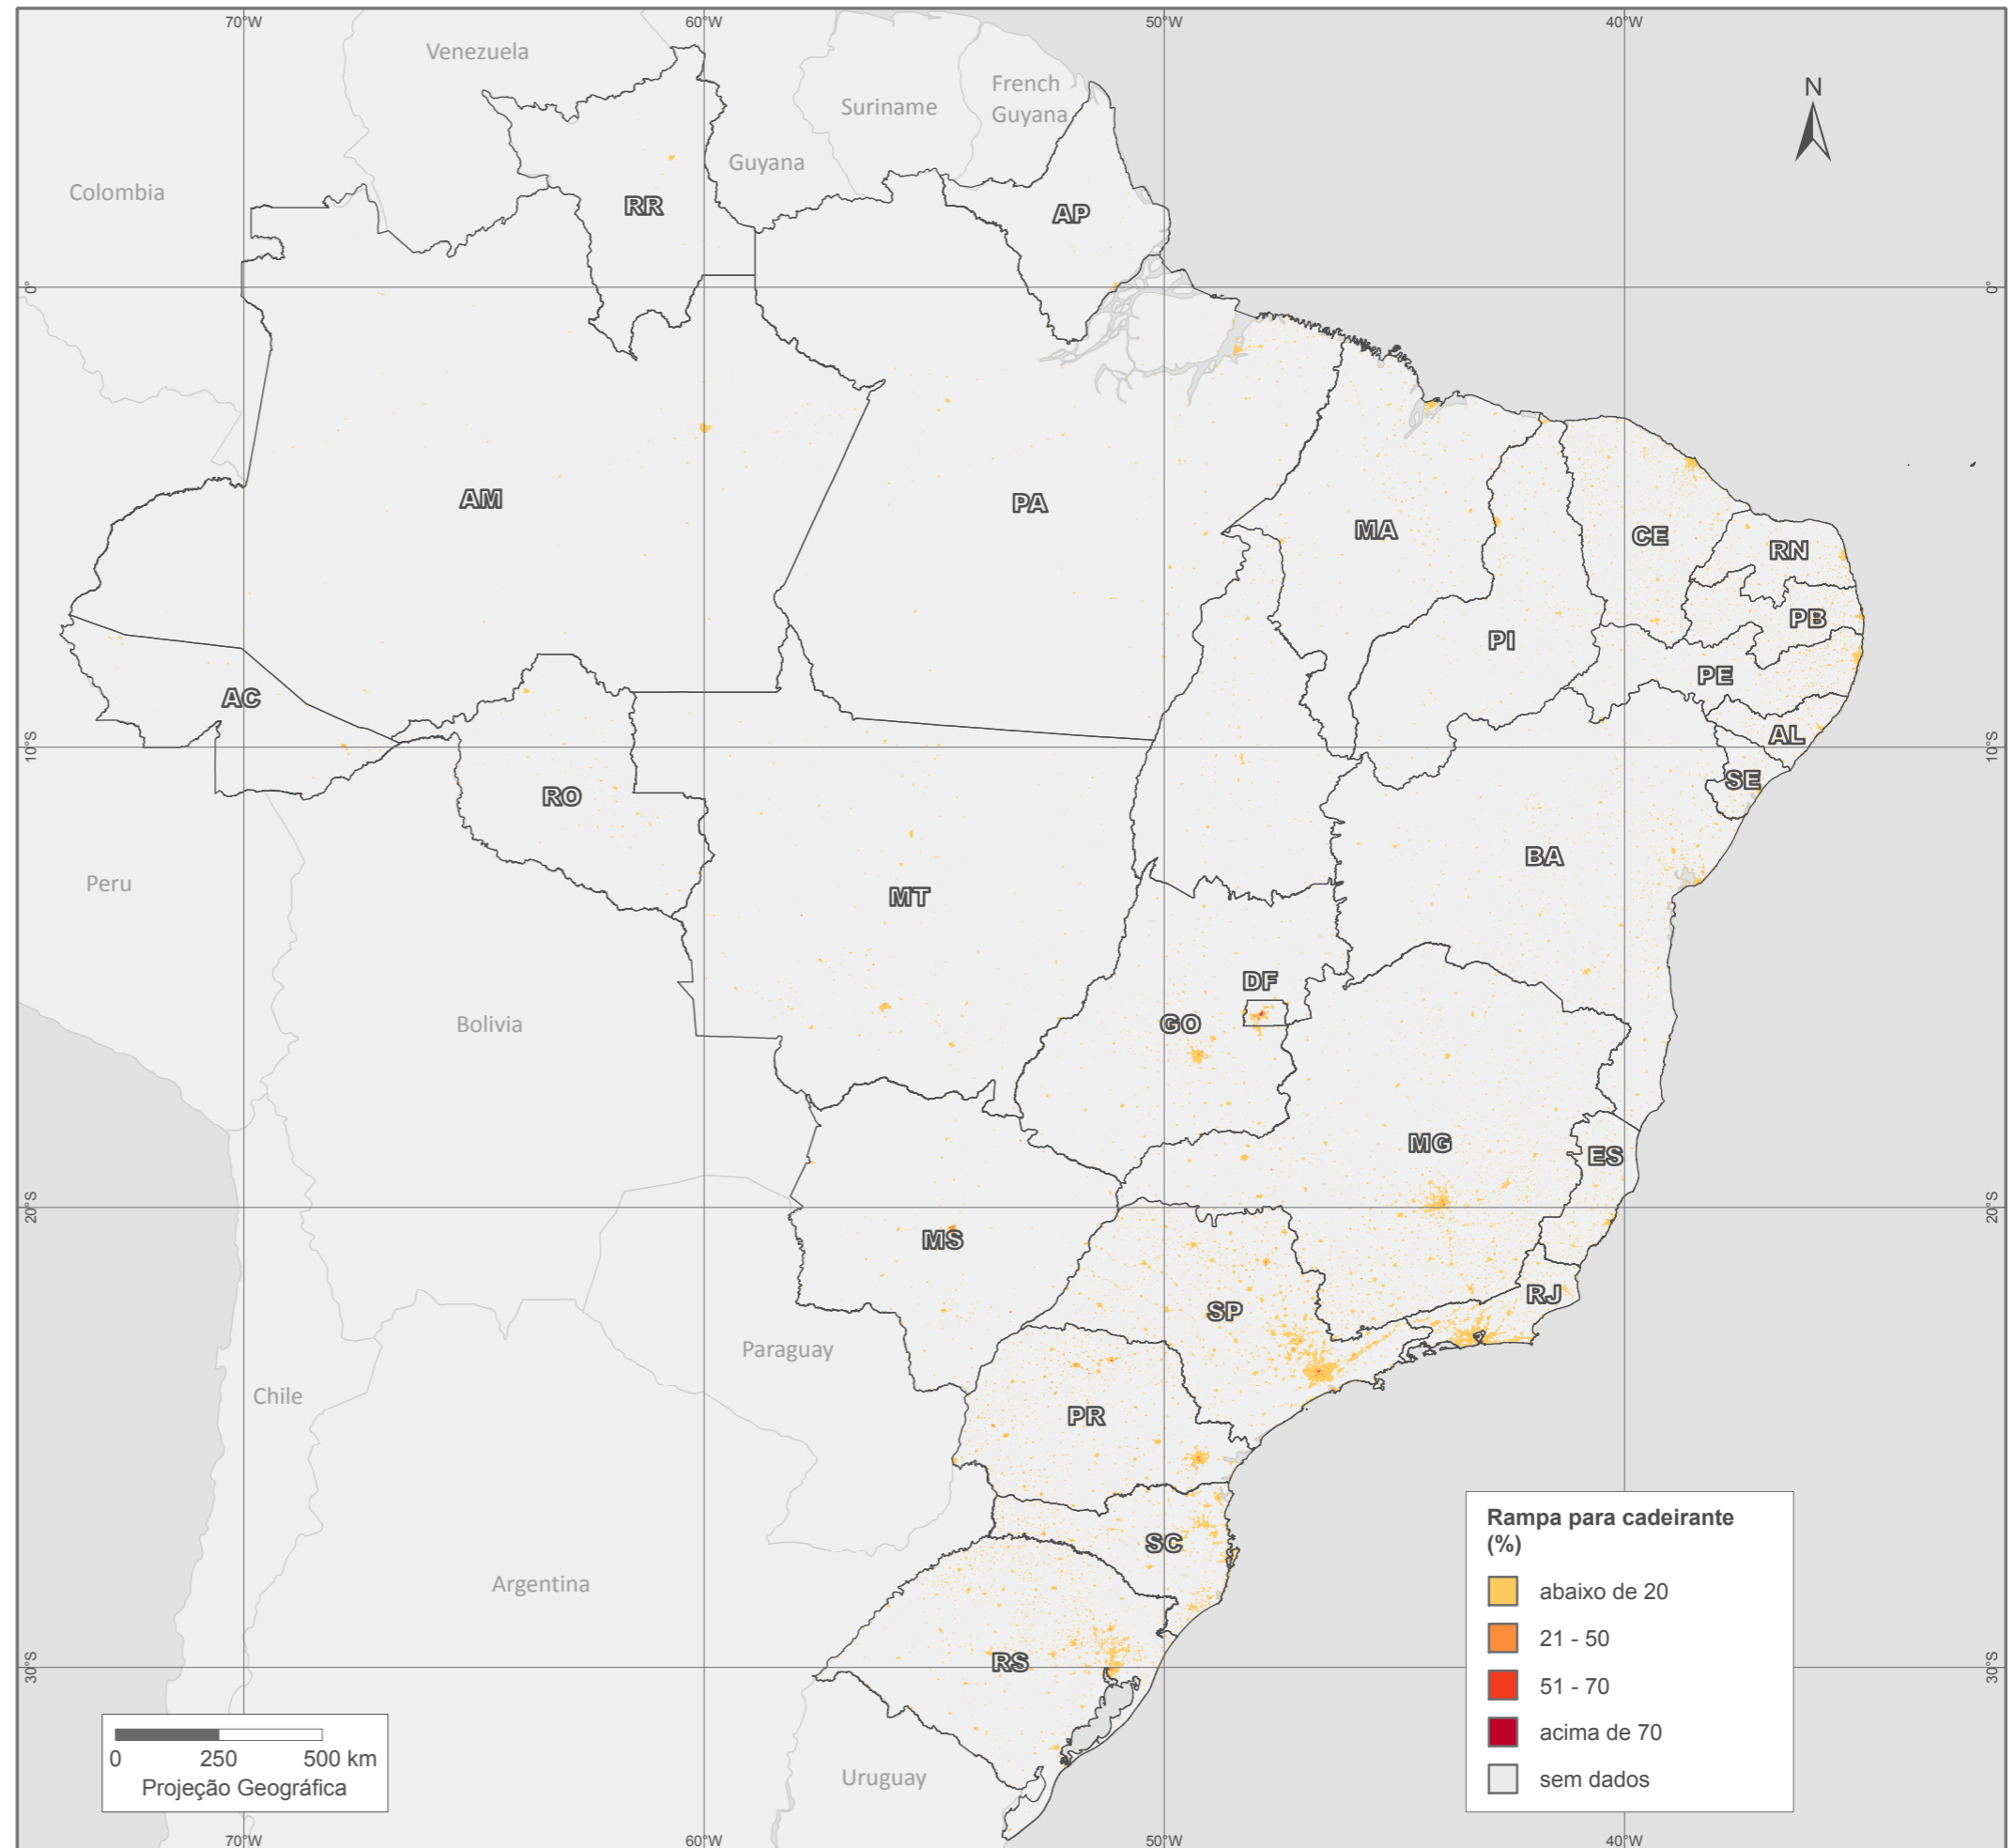 70°W
60°W
50°W
40°W
Venezuela
French
Guyana
Suriname
N
Guyana
Colombia
RR
AP
0°
0°
AM
PA
MA
CE
RN
PB
PI
PE
AC
AL
10°S
10°S
SE
RO
BA
Peru
MT
DF
GO
Bolivia
MG
ES
20°S
20°S
MS
RJ
SP
Paraguay
Chile
PR
SC
Argentina
RS
30°S
30°S
Uruguay
Rampa para cadeirante
(%)
abaixo de 20
21 - 50
51 - 70
acima de 70
sem dados
0 250 500 km
Projeção Geográfica
70°W
60°W
50°W
40°W